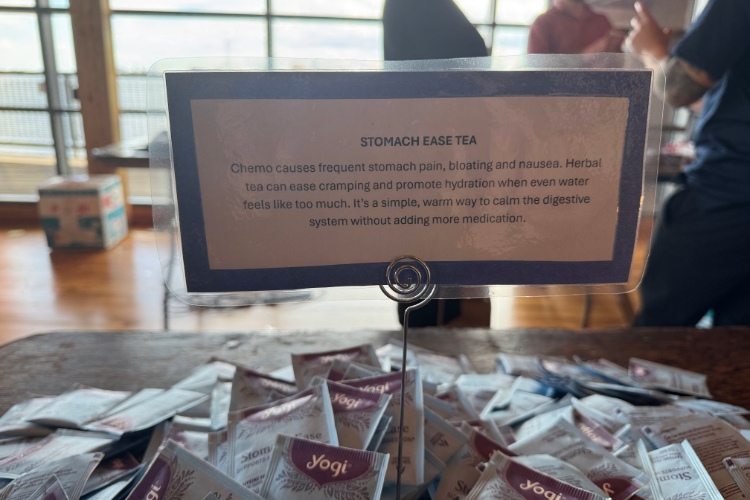 STOMACH EASE TEA
Chemo causes frequent stomach pain, bloating and nausea. Herbal
tea can ease cramping and promote hydration when even water
feels like too much. It's a simple, warm way to calm the digestive
system without adding more medication.
yogi
yogi
yogi
yogi
yogi